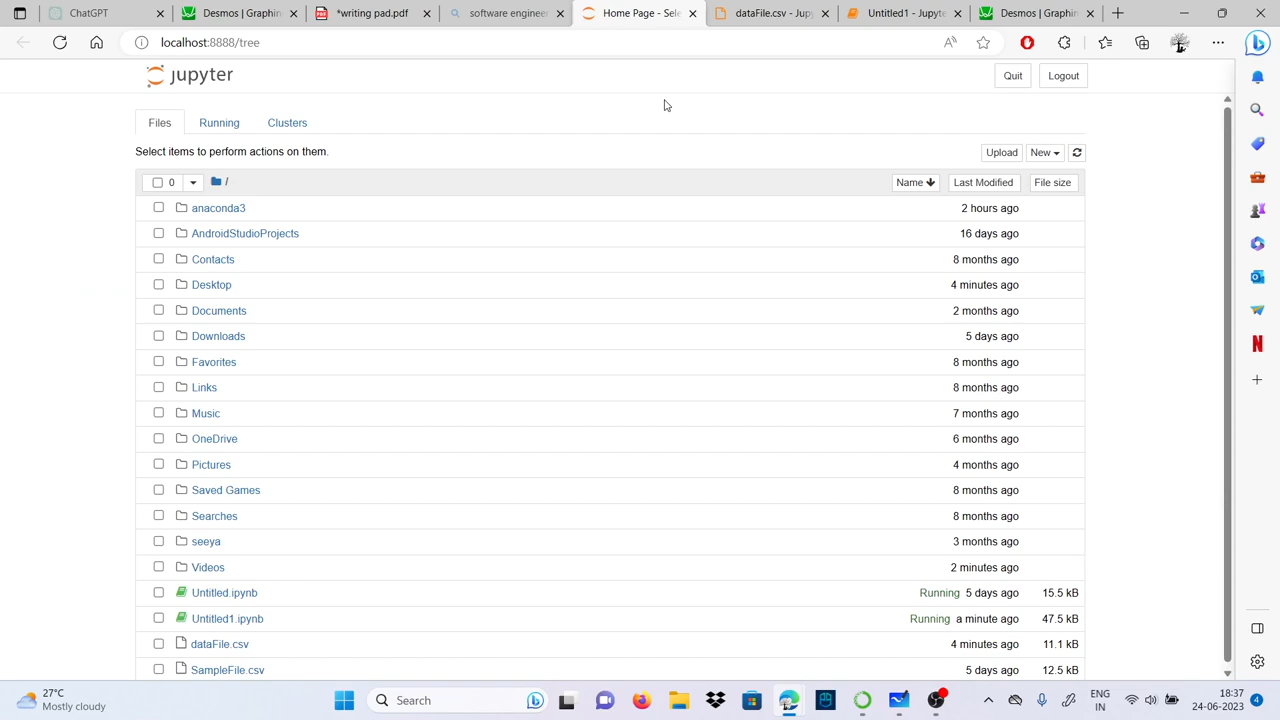 ChatGPT
Desmos | Graphin
*writing pad.pdf
software engineer
Home Page - Sele
dataFile.csv - Jupy
Untitled1 - Jupyte
Desmos | Graphin
localhost:8888/tree
jupyter
Quit
Logout
Files
Running
Clusters
Select items to perform actions on them.
Upload
New
0
/
Name
Last Modified
File size
anaconda3 2 hours ago
AndroidStudioProjects 16 days ago
Contacts 8 months ago
Desktop 4 minutes ago
Documents 2 months ago
Downloads 5 days ago
Favorites 8 months ago
Links 8 months ago
Music 7 months ago
OneDrive 6 months ago
Pictures 4 months ago
Saved Games 8 months ago
Searches 8 months ago
seeya 3 months ago
Videos 2 minutes ago
Untitled.ipynb Running 5 days ago 15.5 kB
Untitled1.ipynb Running a minute ago 47.5 kB
dataFile.csv 4 minutes ago 11.1 kB
SampleFile.csv 5 days ago 12.5 kB
27°C
Mostly cloudy
Search
ENG
IN
18:37
24-06-2023
4